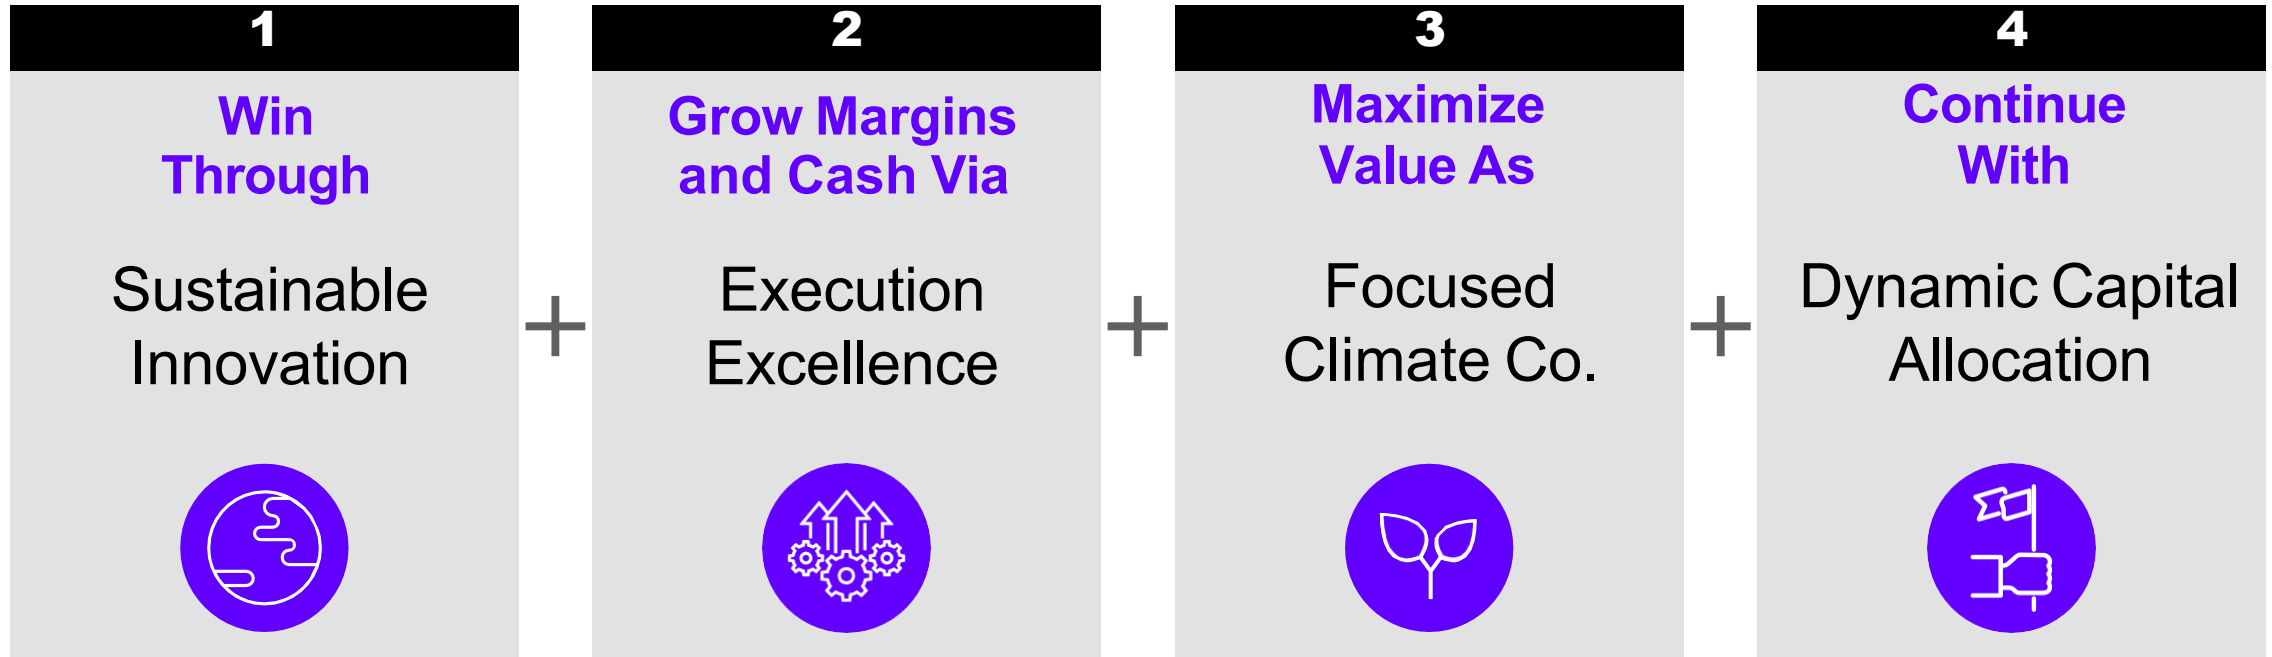 1
Win
Through
Sustainable
Innovation
+
2
Grow Margins
and Cash Via
Execution
Excellence
+
3
Maximize
Value As
Focused
Climate Co.
+
4
Continue
With
Dynamic Capital
Allocation